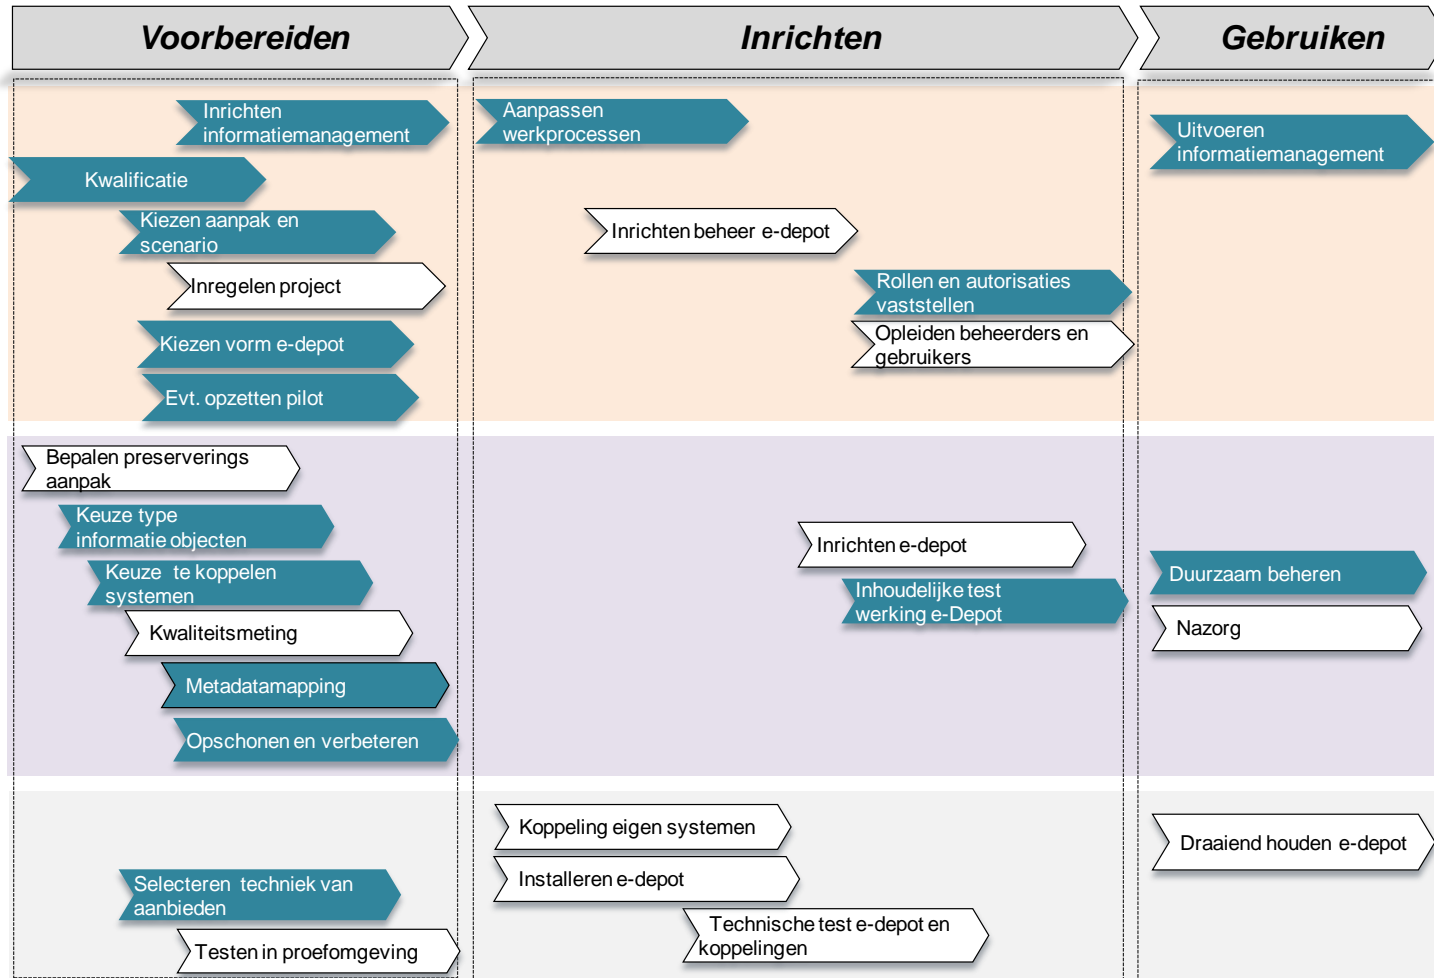 Voorbereiden
Inrichten
Gebruiken
Inrichten
informatiemanagement
Kwalificatie
Kiezen aanpak en
scenario
Inregelen project
Kiezen vorm e-depot
Evt. opzetten pilot
Aanpassen
werkprocessen
Inrichten beheer e-depot
Rollen en autorisaties
vaststellen
Opleiden beheerders en
gebruikers
Uitvoeren
informatiemanagement
Bepalen preserverings
aanpak
Keuze type
informatie objecten
Keuze te koppelen
systemen
Kwaliteitsmeting
Metadatamapping
Opschonen en verbeteren
Inrichten e-depot
Inhoudelijke test
werking e-Depot
Duurzaam beheren
Nazorg
Selecteren techniek van
aanbieden
Testen in proefomgeving
Koppeling eigen systemen
Installeren e-depot
Technische test e-depot en
koppelingen
Draaiend houden e-depot